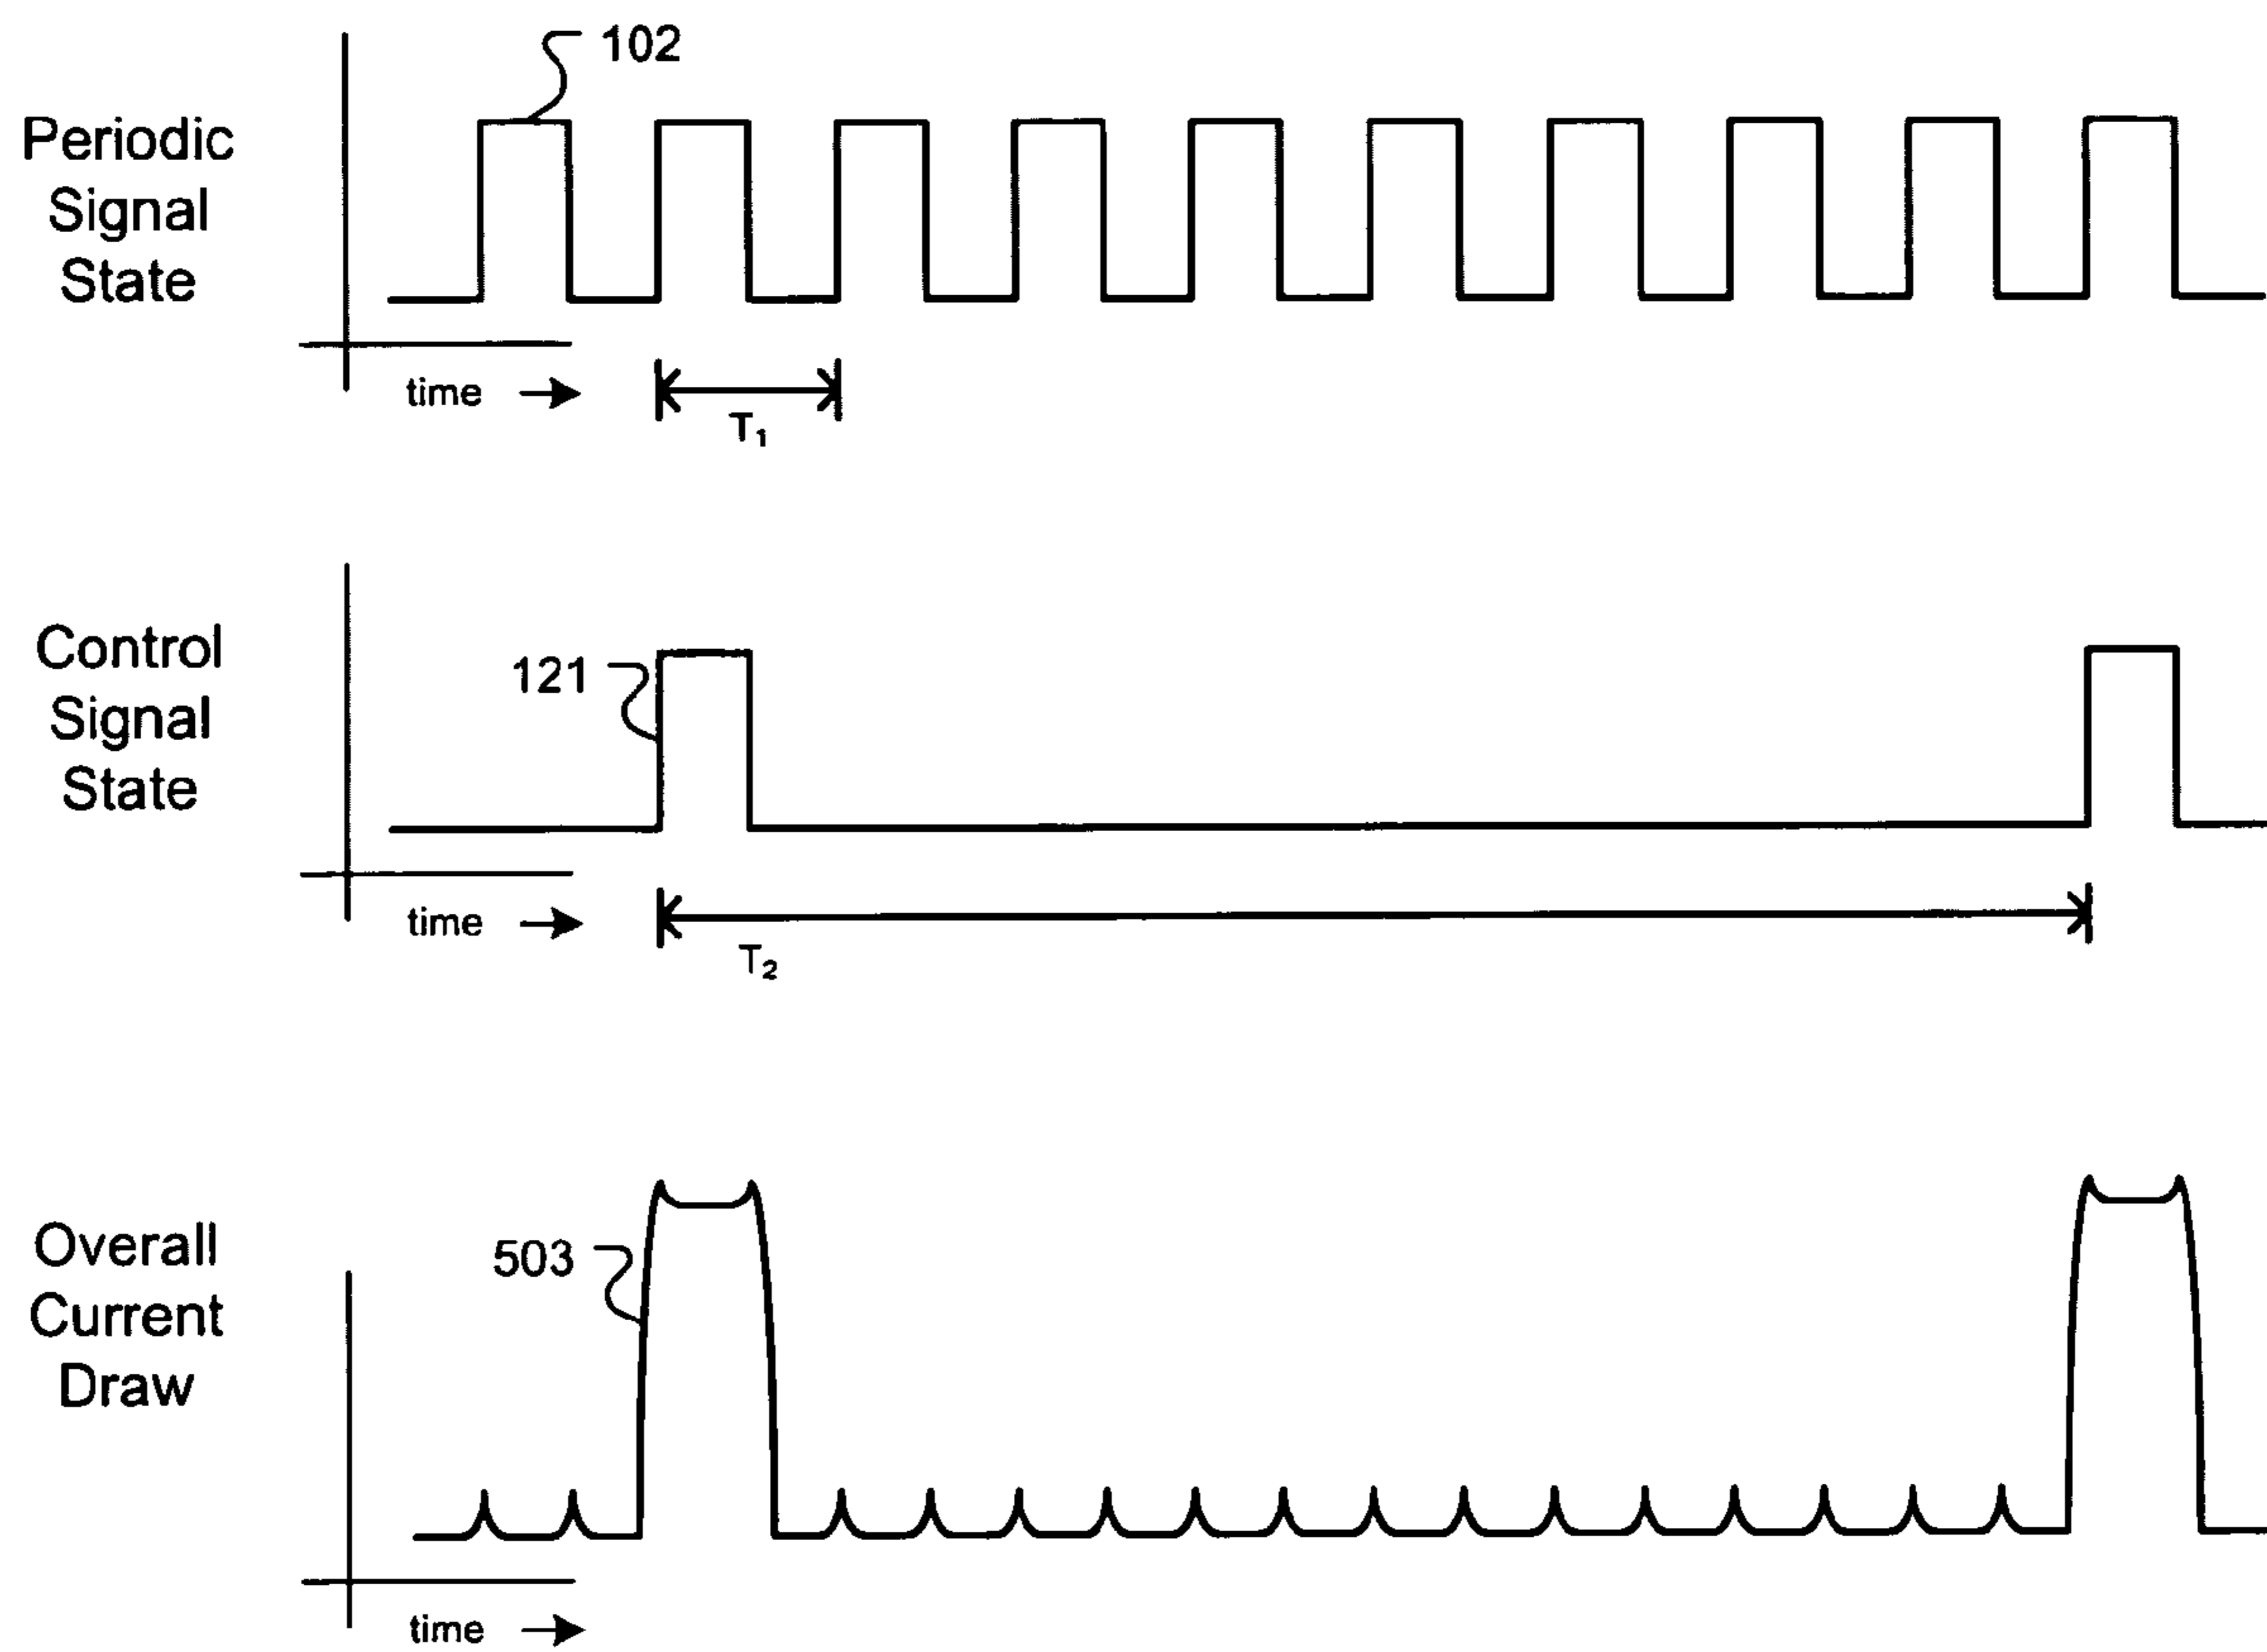 102
Periodic
Signal
State
time
T₁
Control
Signal
State
121
time
T₂
Overall
Current
Draw
503
time